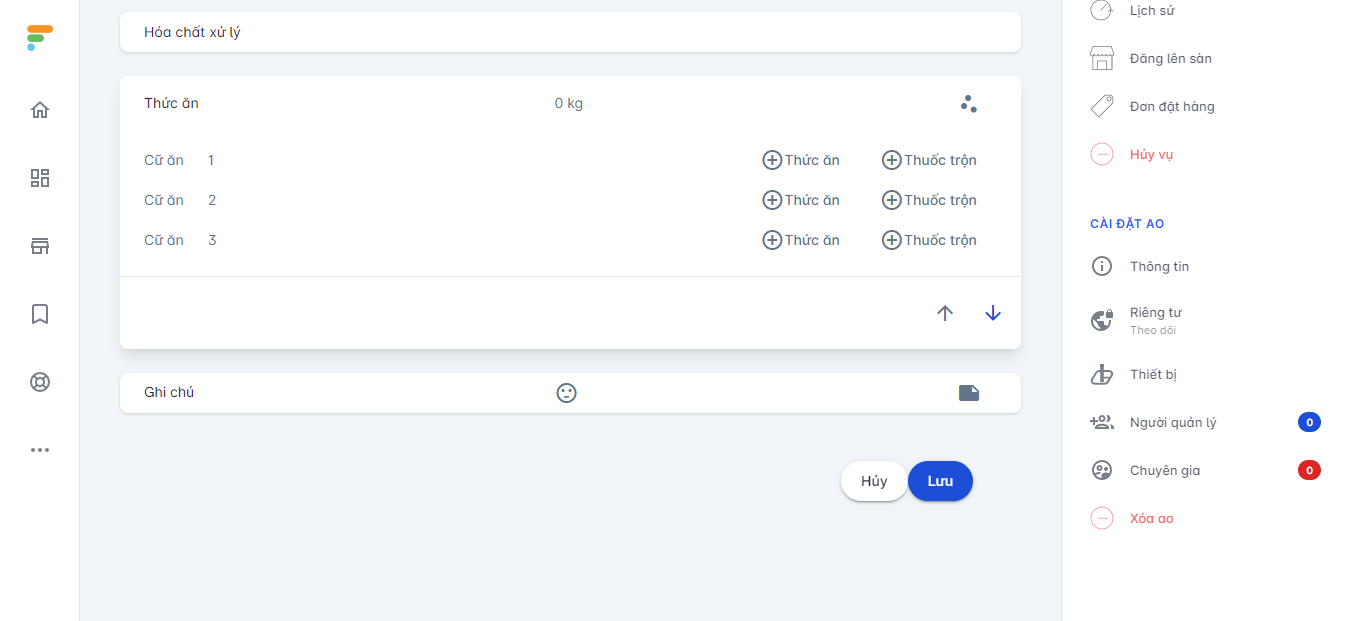 Hóa chất xử lý
Thức ăn 0 kg
Cữ ăn 1 Thức ăn Thuốc trộn
Cữ ăn 2 Thức ăn Thuốc trộn
Cữ ăn 3 Thức ăn Thuốc trộn
Ghi chú
Hủy Lưu
Lịch sử
Đăng lên sàn
Đơn đặt hàng
Hủy vụ
CÀI ĐẶT AO
Thông tin
Riêng tư
Theo dõi
Thiết bị
Người quản lý 0
Chuyên gia 0
Xóa ao